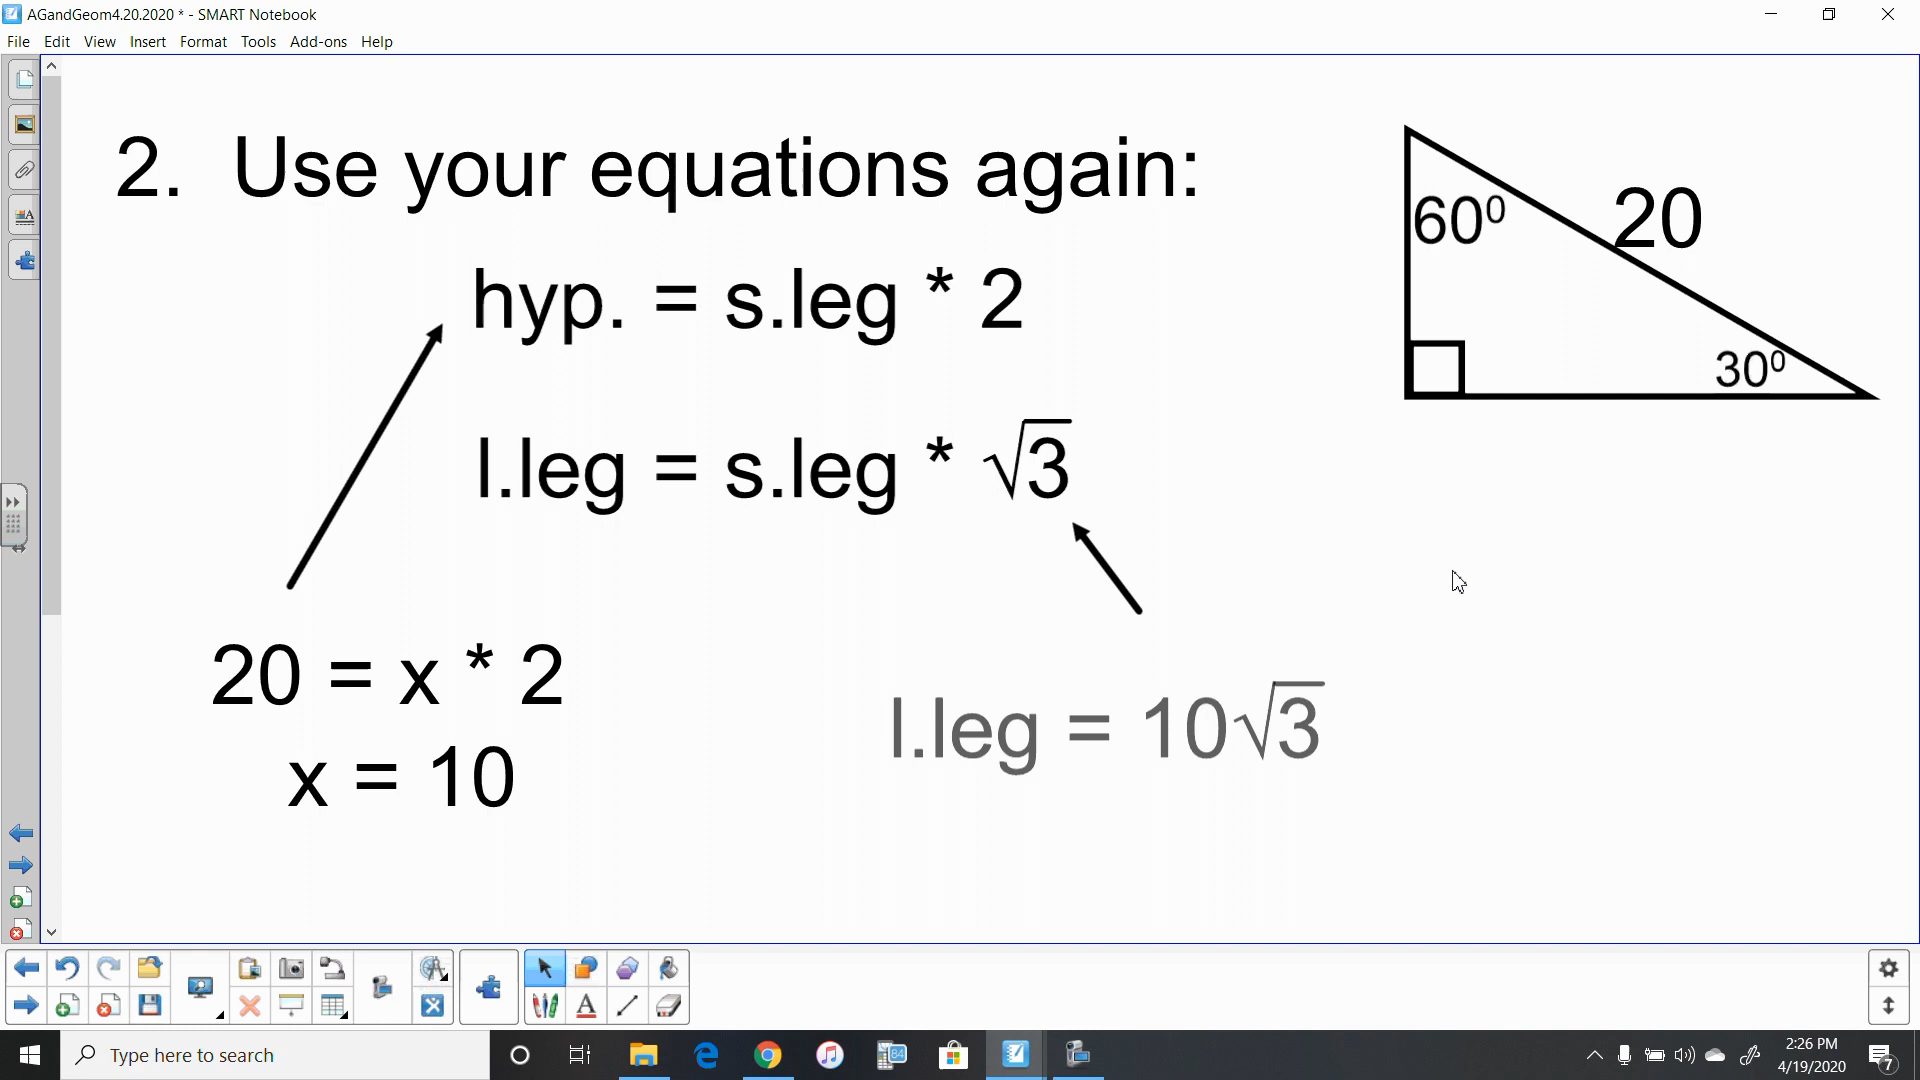 AGandGeom4.20.2020 * - SMART Notebook
File Edit View Insert Format Tools Add-ons Help
2. Use your equations again:
60⁰
20
hyp. = s.leg * 2
30⁰
l.leg = s.leg * √3
20 = x * 2
x = 10
l.leg = 10√3
A
Type here to search
84
2:26 PM
4/19/2020
7